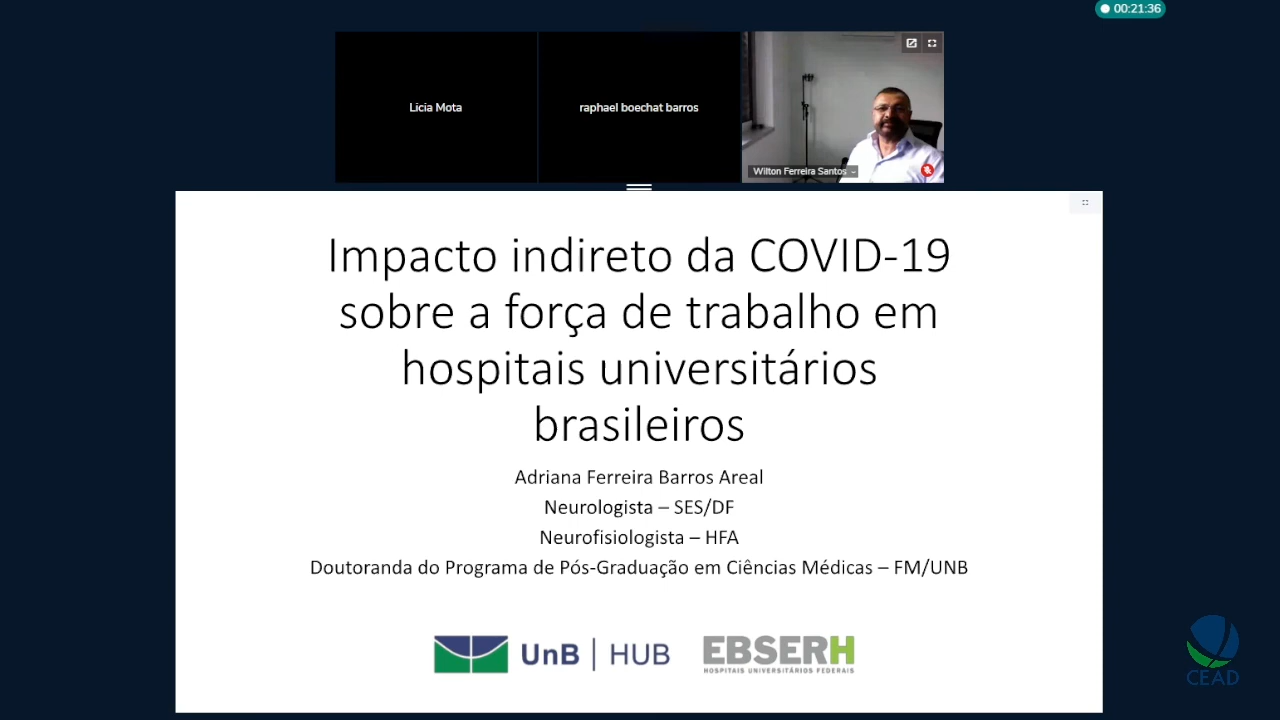 00:21:36
Licia Mota
raphael boechat barros
Wilton Ferreira Santos
Impacto indireto da COVID-19
sobre a força de trabalho em
hospitais universitários
brasileiros
Adriana Ferreira Barros Areal
Neurologista – SES/DF
Neurofisiologista – HFA
Doutoranda do Programa de Pós-Graduação em Ciências Médicas – FM/UNB
UnB | HUB
EBSERH
HOSPITAIS UNIVERSITÁRIOS FEDERAIS
CEAD